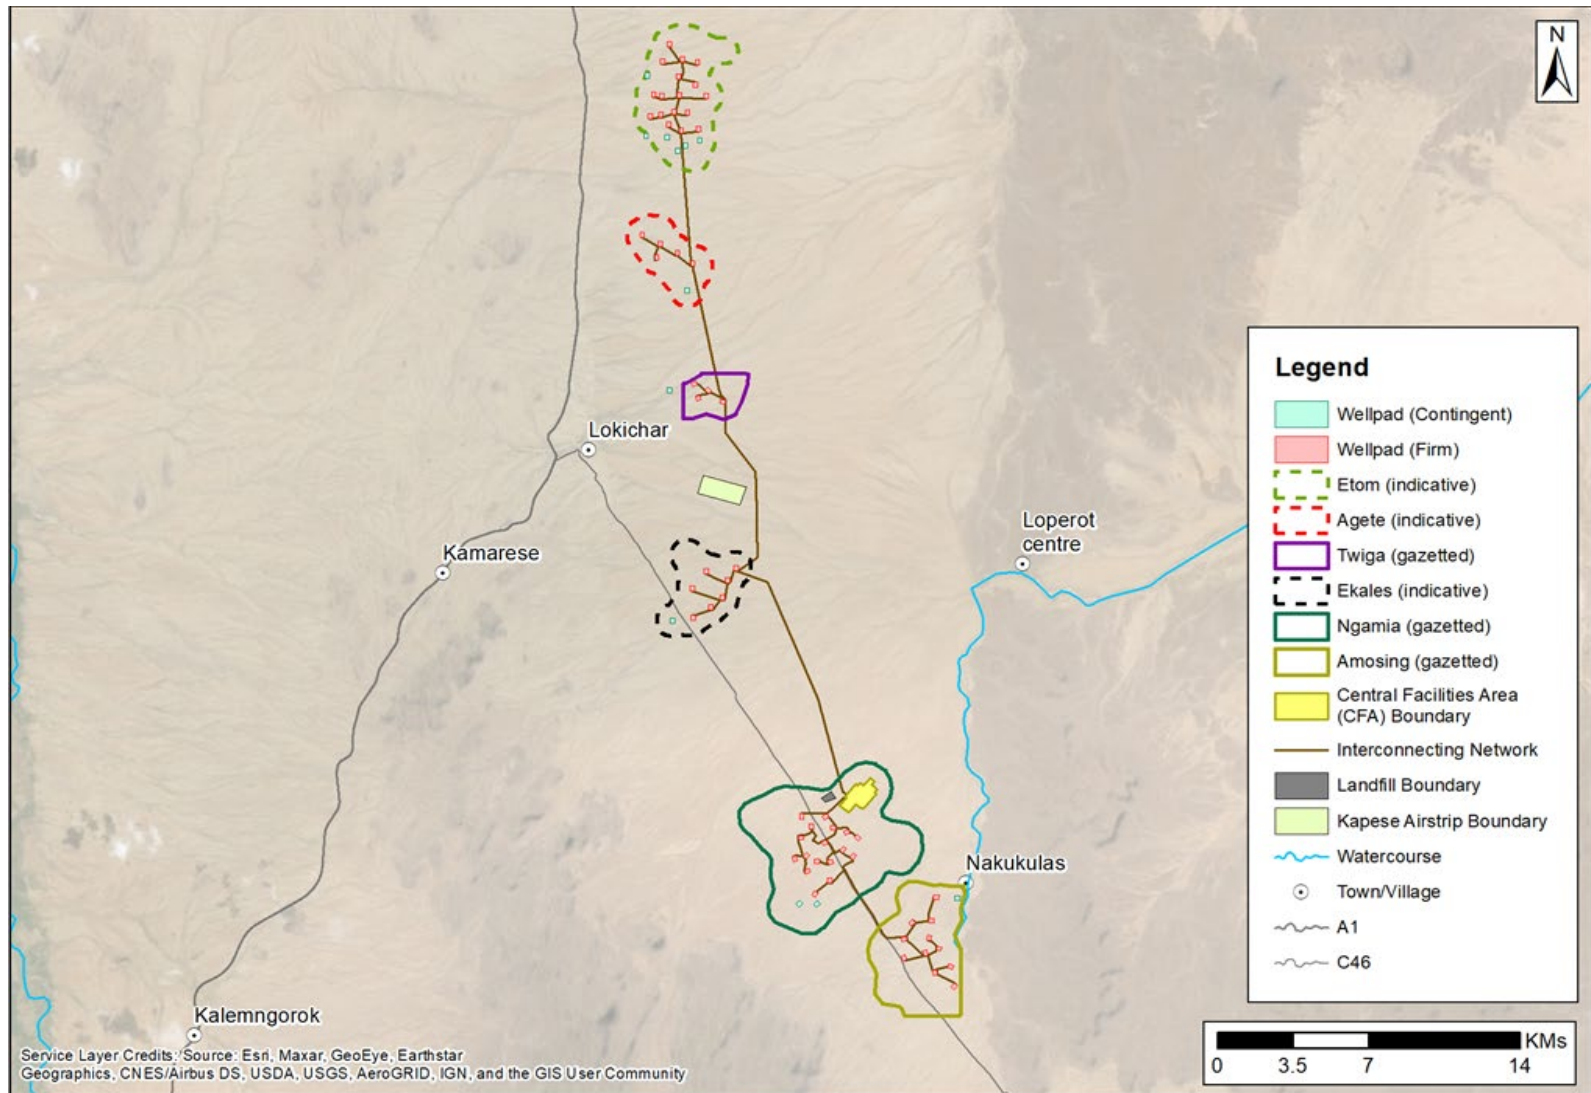 N
Lokichar
Kamarese
Loperot
centre
Nakukulas
Kalemngorok
Legend
Wellpad (Contingent)
Wellpad (Firm)
Etom (indicative)
Agete (indicative)
Twiga (gazetted)
Ekales (indicative)
Ngamia (gazetted)
Amosing (gazetted)
Central Facilities Area
(CFA) Boundary
Interconnecting Network
Landfill Boundary
Kapese Airstrip Boundary
Watercourse
Town/Village
A1
C46
KMs
0 3.5 7 14
Service Layer Credits: Source: Esri, Maxar, GeoEye, Earthstar
Geographics, CNES/Airbus DS, USDA, USGS, AeroGRID, IGN, and the GIS User Community